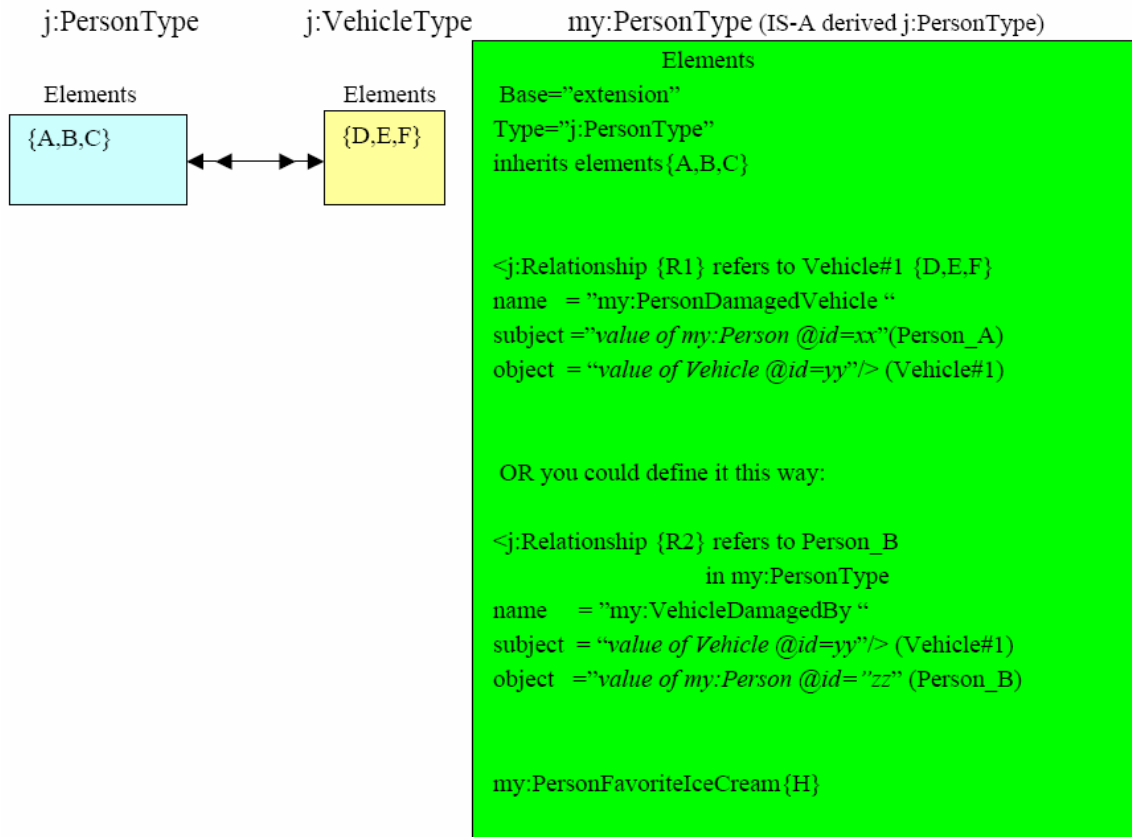 j:PersonType j:VehicleType my:PersonType (IS-A derived j:PersonType)
Elements
{A,B,C}
Elements
{D,E,F}
Elements
Base=”extension”
Type=”j:PersonType”
inherits elements{A,B,C}
<j:Relationship {R1} refers to Vehicle#1 {D,E,F}
name = ”my:PersonDamagedVehicle “
subject =”value of my:Person @id=xx”(Person_A)
object = “value of Vehicle @id=yy”/> (Vehicle#1)
OR you could define it this way:
<j:Relationship {R2} refers to Person_B
in my:PersonType
name = ”my:VehicleDamagedBy “
subject = “value of Vehicle @id=yy”/> (Vehicle#1)
object =”value of my:Person @id=”zz” (Person_B)
my:PersonFavoriteIceCream{H}